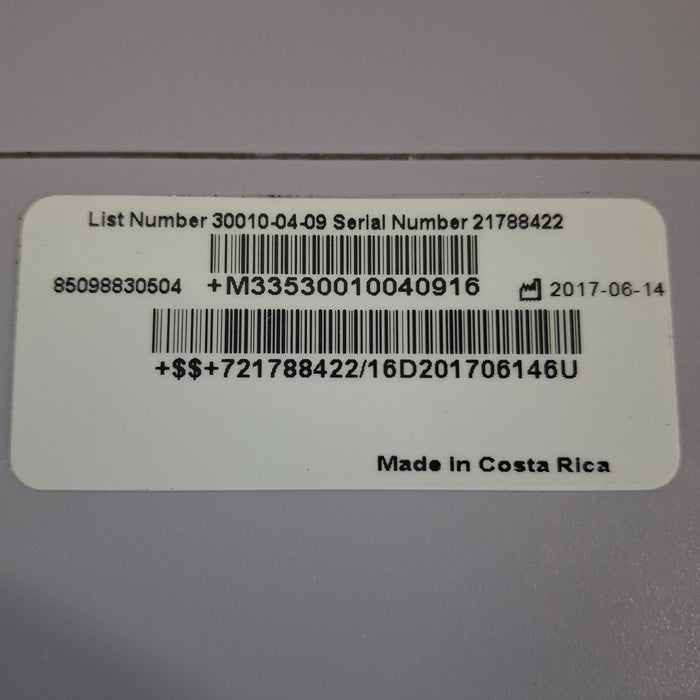 List Number 30010-04-09 Serial Number 21788422
85098830504 +M33530010040916 2017-06-14
+$$+721788422/16D201706146U
Made in Costa Rica